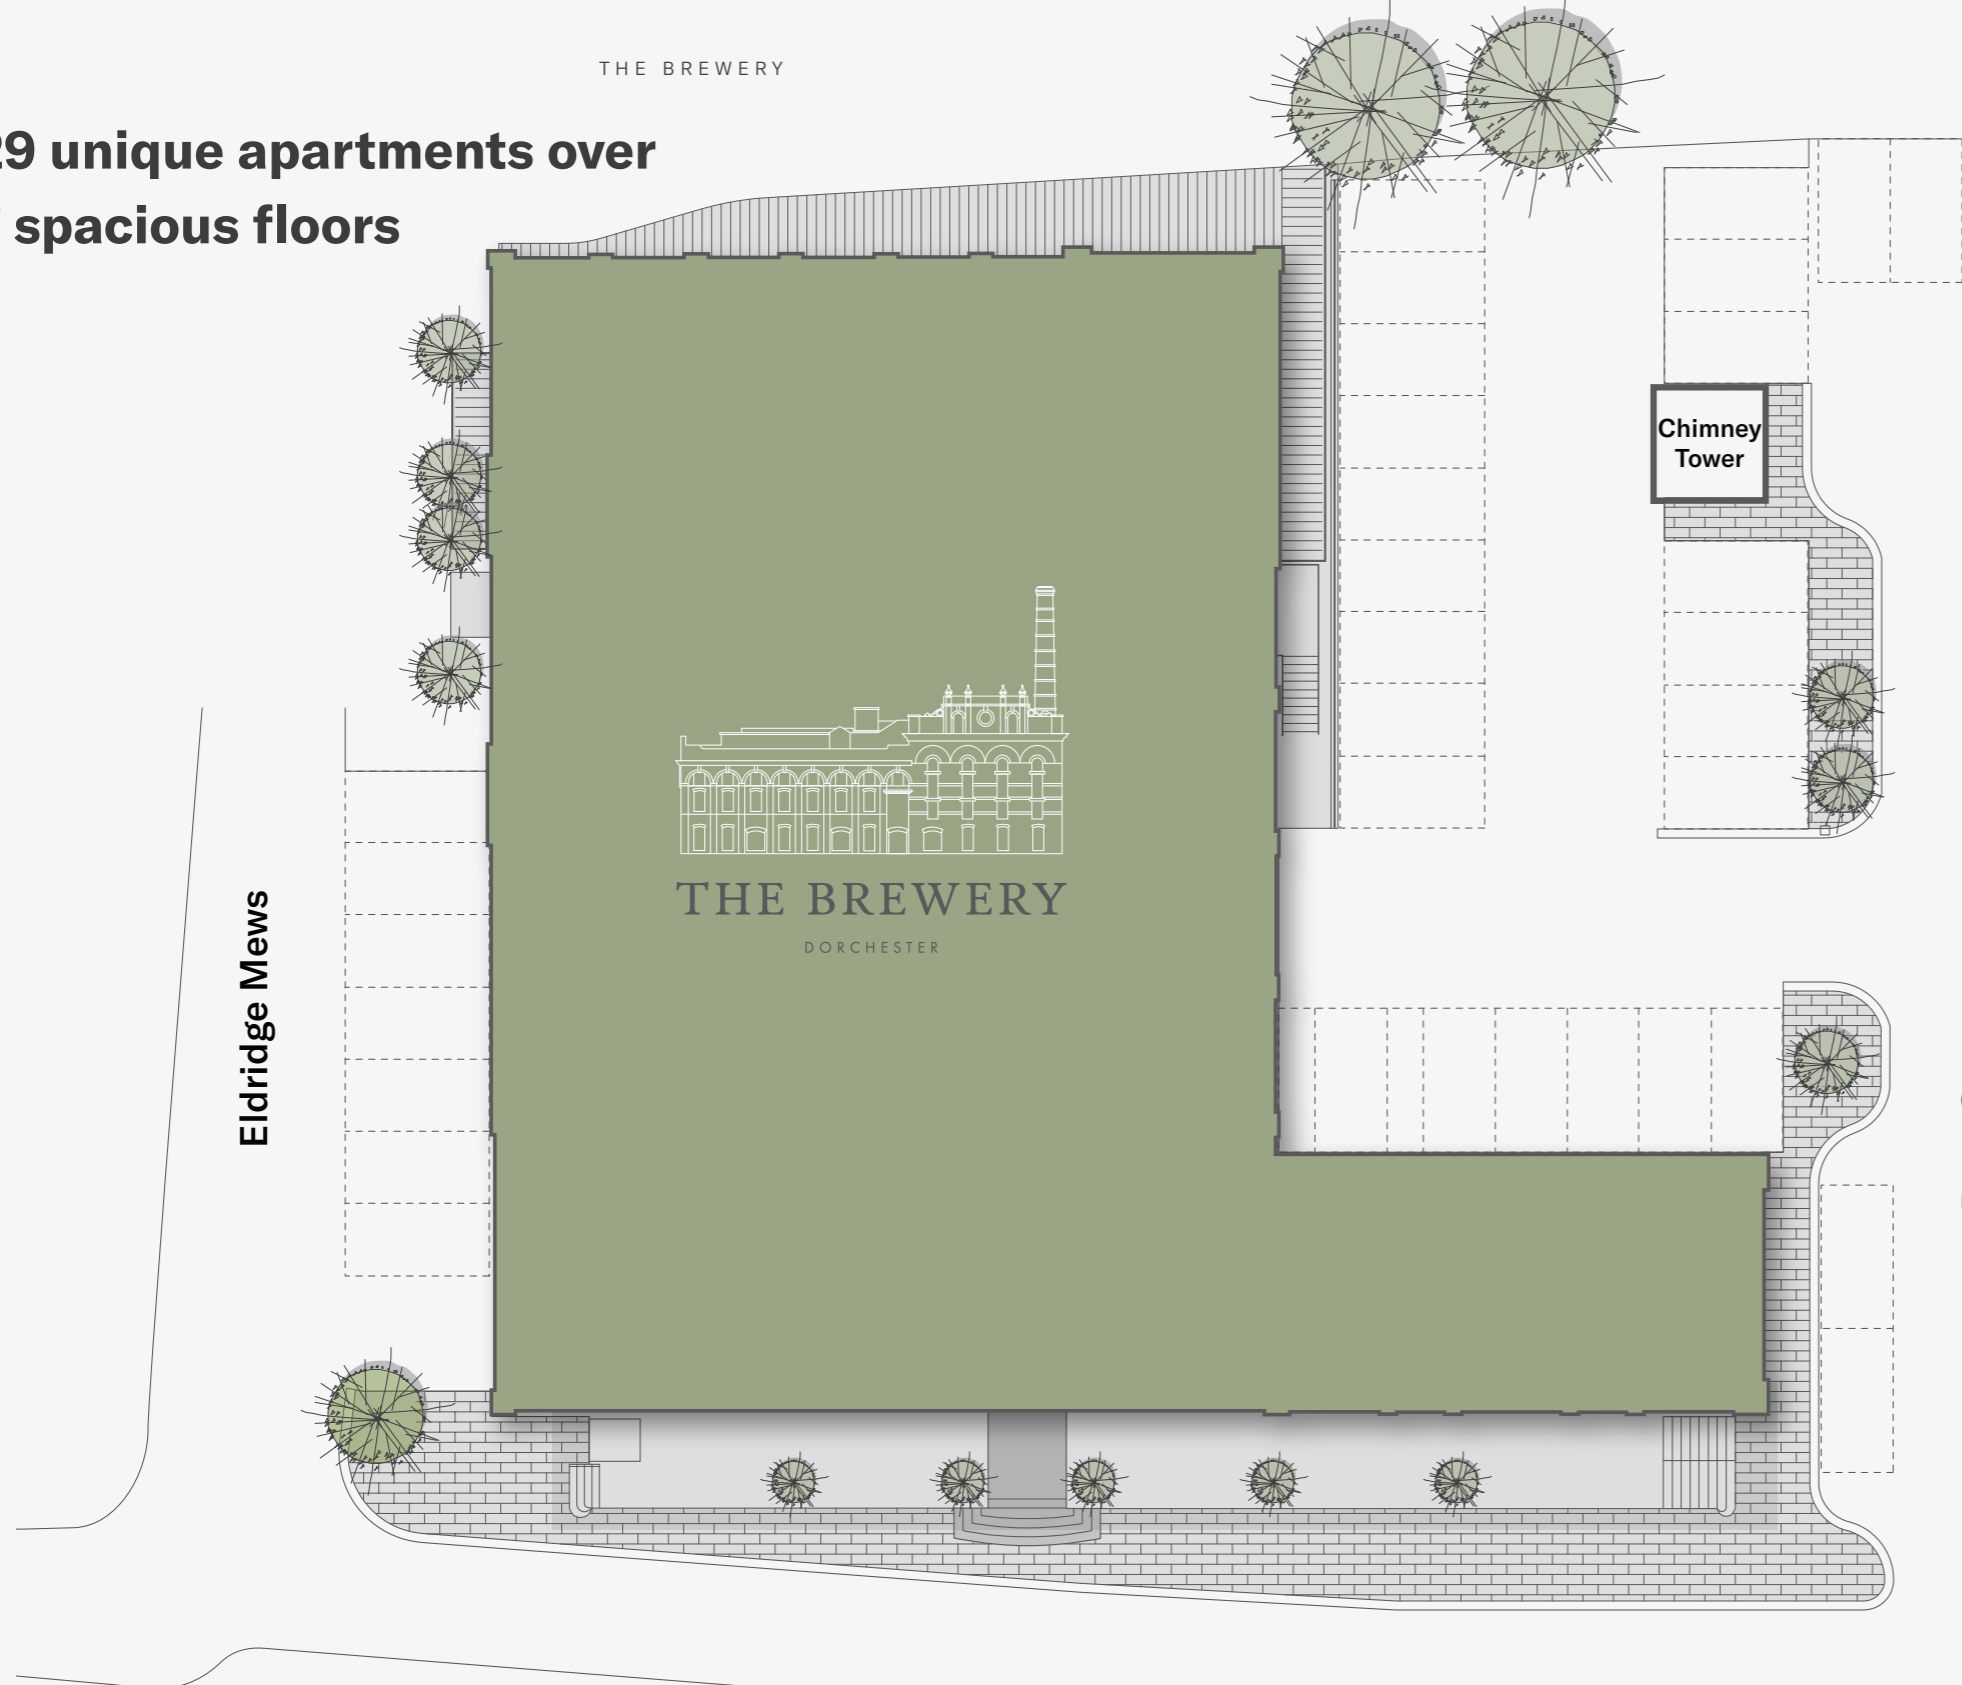 THE BREWERY
29 unique apartments over
spacious floors
Chimney
Tower
THE BREWERY
DORCHESTER
Eldridge Mews